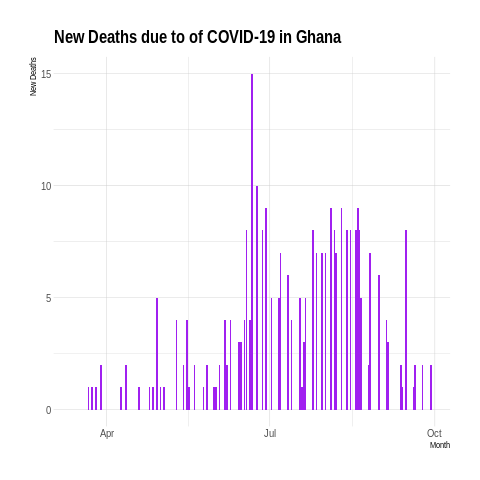 New Deaths due to of COVID-19 in Ghana
New Deaths
15
10
5
0
Apr Jul Oct
Month